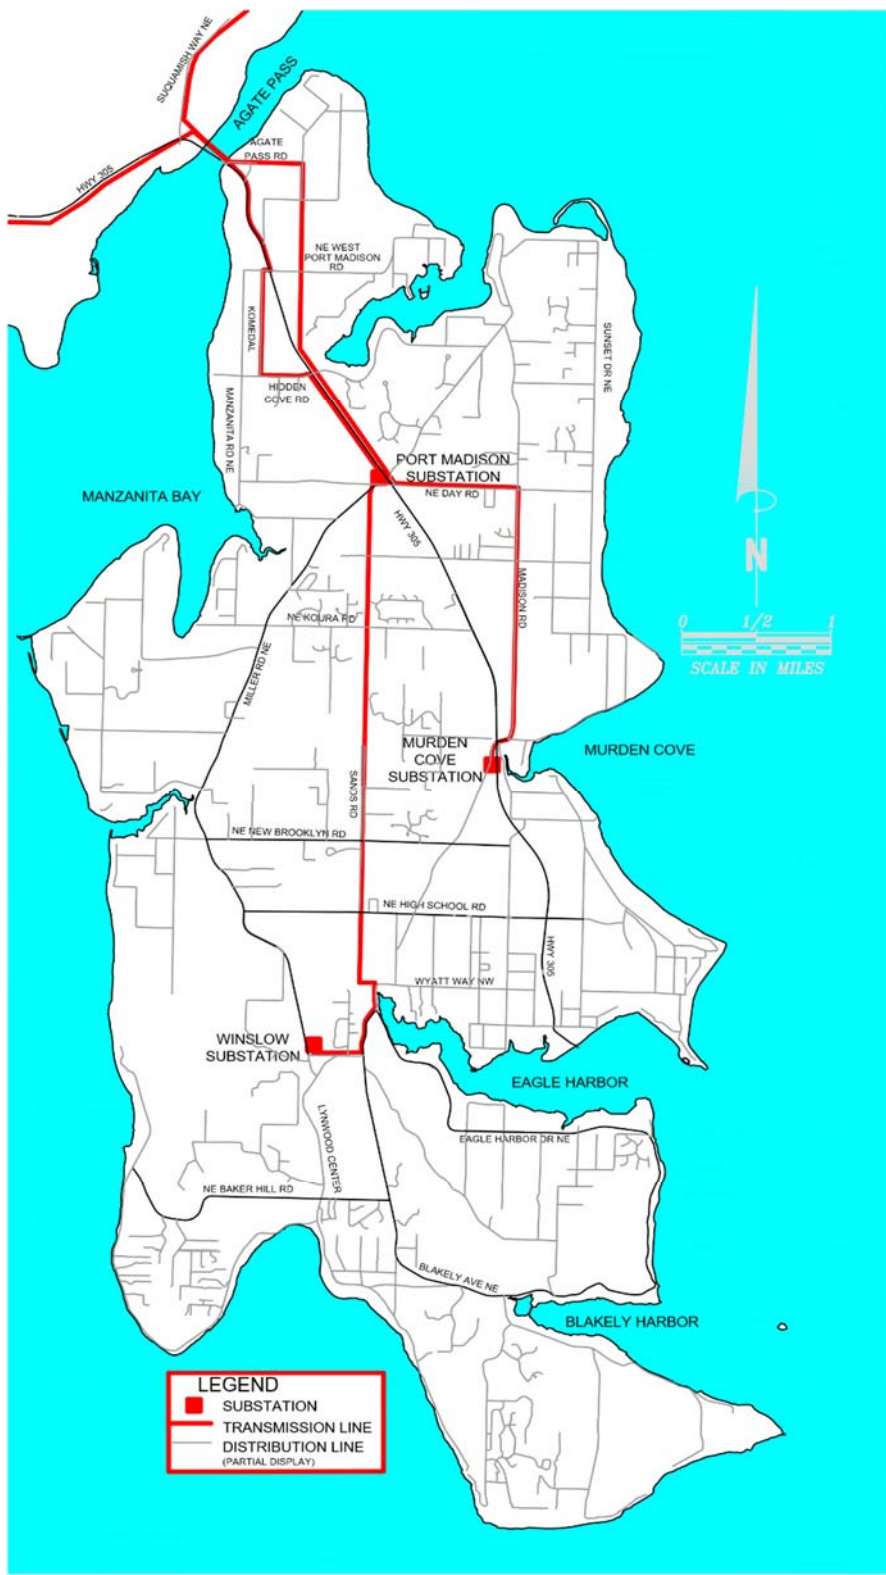 SUQUAMISH WAY NE
AGATE PASS
HWY 305
AGATE
PASS RD
NE WEST
PORT MADISON
RD
KOMEDAL
SUNSET DR NE
HIDDEN
COVE RD
MANZANITA RD NE
PORT MADISON
SUBSTATION
NE DAY RD
MANZANITA BAY
HWY 305
N
MADISON RD
NE KOURA RD
0 1/2 1
SCALE IN MILES
MILLER RD NE
MURDEN
COVE
SUBSTATION
MURDEN COVE
SANDS RD
NE NEW BROOKLYN RD
NE HIGH SCHOOL RD
HWY 305
WYATT WAY NW
WINSLOW
SUBSTATION
EAGLE HARBOR
LYNWOOD CENTER
EAGLE HARBOR DR NE
NE BAKER HILL RD
BLAKELY AVE NE
BLAKELY HARBOR
LEGEND
SUBSTATION
TRANSMISSION LINE
DISTRIBUTION LINE
(PARTIAL DISPLAY)